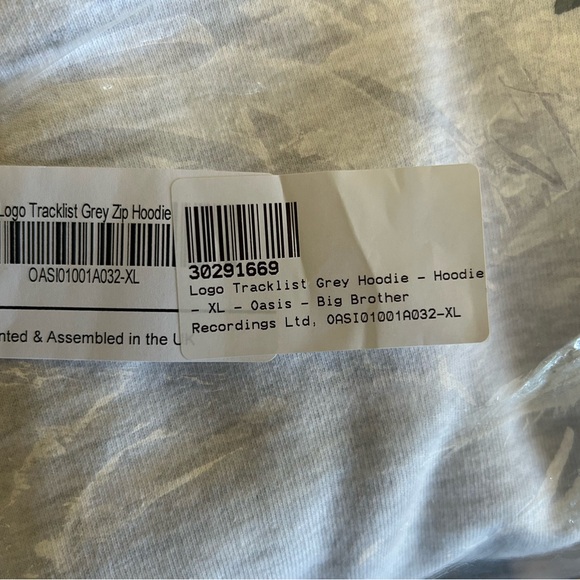 Logo Tracklist Grey Zip Hoodie
OASI01001A032-XL
nted & Assembled in the U
30291669
Logo Tracklist Grey Hoodie – Hoodie
– XL – Oasis – Big Brother
Recordings Ltd, OASI01001A032–XL